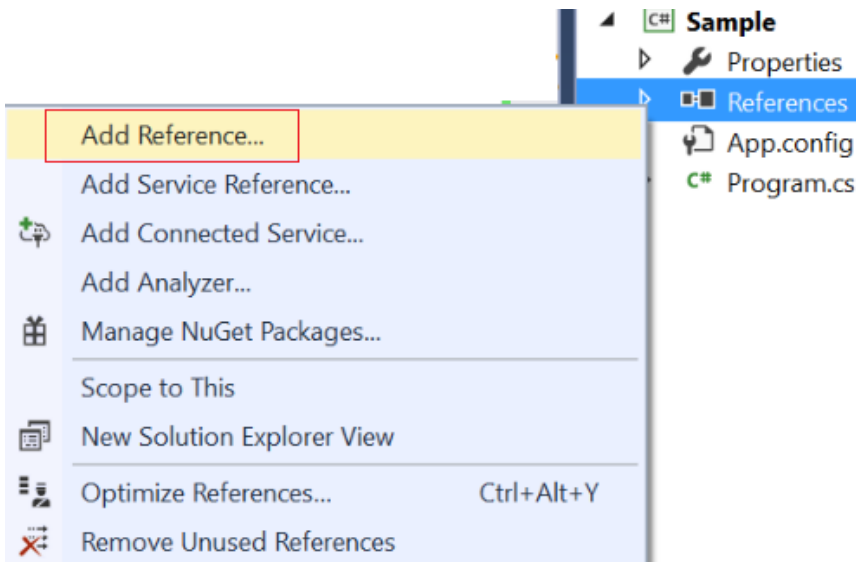 C# Sample
Properties
References
App.config
C# Program.cs
Add Reference...
Add Service Reference...
Add Connected Service...
Add Analyzer...
Manage NuGet Packages...
Scope to This
New Solution Explorer View
Optimize References... Ctrl+Alt+Y
Remove Unused References